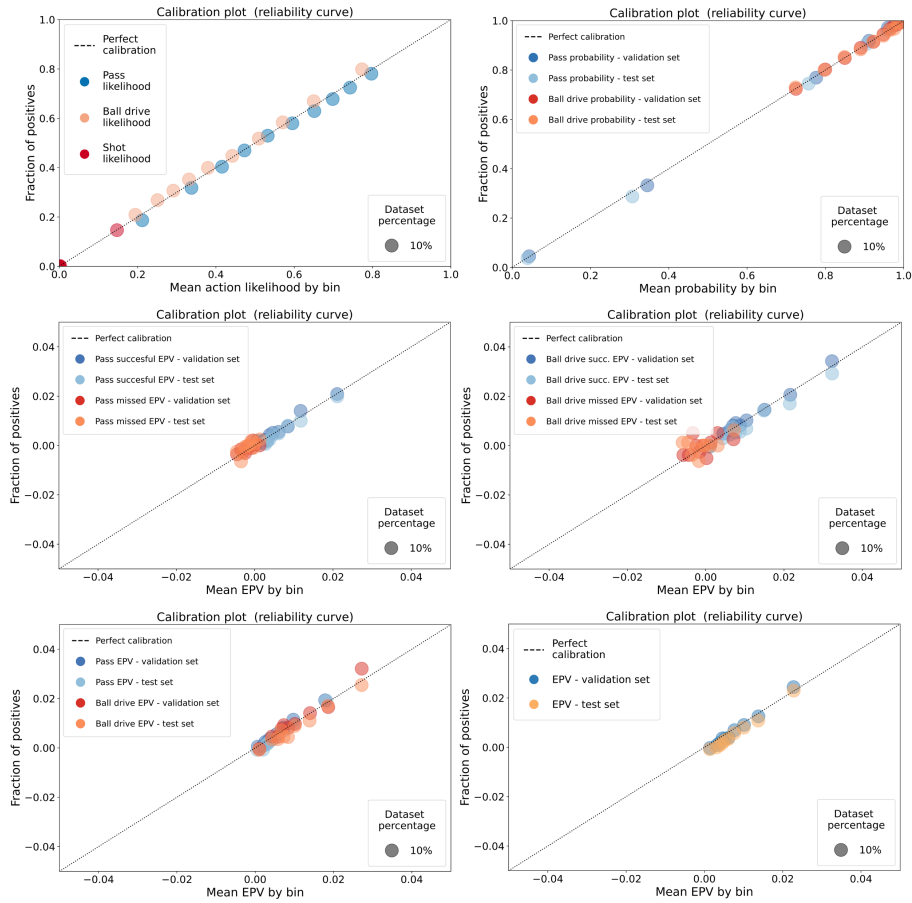 Calibration plot  (reliability curve)
Fraction of positives
1.0
0.8
0.6
0.4
0.2
0.0
Perfect
calibration
Pass
likelihood
Ball drive
likelihood
Shot
likelihood
Dataset
percentage
10%
0.0 0.2 0.4 0.6 0.8 1.0
Mean action likelihood by bin
Calibration plot  (reliability curve)
Fraction of positives
1.0
0.8
0.6
0.4
0.2
0.0
Perfect calibration
Pass probability - validation set
Pass probability - test set
Ball drive probability - validation set
Ball drive probability - test set
Dataset
percentage
10%
0.0 0.2 0.4 0.6 0.8 1.0
Mean probability by bin
Calibration plot  (reliability curve)
Fraction of positives
0.04
0.02
0.00
−0.02
−0.04
Perfect calibration
Pass succesful EPV - validation set
Pass succesful EPV - test set
Pass missed EPV - validation set
Pass missed EPV - test set
Dataset
percentage
10%
−0.04 −0.02 0.00 0.02 0.04
Mean EPV by bin
Calibration plot  (reliability curve)
Fraction of positives
0.04
0.02
0.00
−0.02
−0.04
Perfect calibration
Ball drive succ. EPV - validation set
Ball drive succ. EPV - test set
Ball drive missed EPV - validation set
Ball drive missed EPV - test set
Dataset
percentage
10%
−0.04 −0.02 0.00 0.02 0.04
Mean EPV by bin
Calibration plot  (reliability curve)
Fraction of positives
0.04
0.02
0.00
−0.02
−0.04
Perfect calibration
Pass EPV - validation set
Pass EPV - test set
Ball drive EPV - validation set
Ball drive EPV - test set
Dataset
percentage
10%
−0.04 −0.02 0.00 0.02 0.04
Mean EPV by bin
Calibration plot  (reliability curve)
Fraction of positives
0.04
0.02
0.00
−0.02
−0.04
Perfect
calibration
EPV - validation set
EPV - test set
Dataset
percentage
10%
−0.04 −0.02 0.00 0.02 0.04
Mean EPV by bin